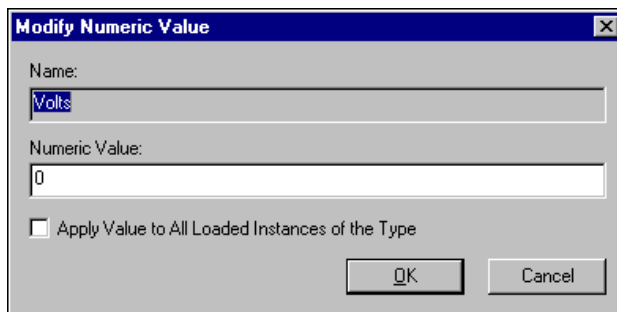 Modify Numeric Value
Name:
Volts
Numeric Value:
0
Apply Value to All Loaded Instances of the Type
OK Cancel